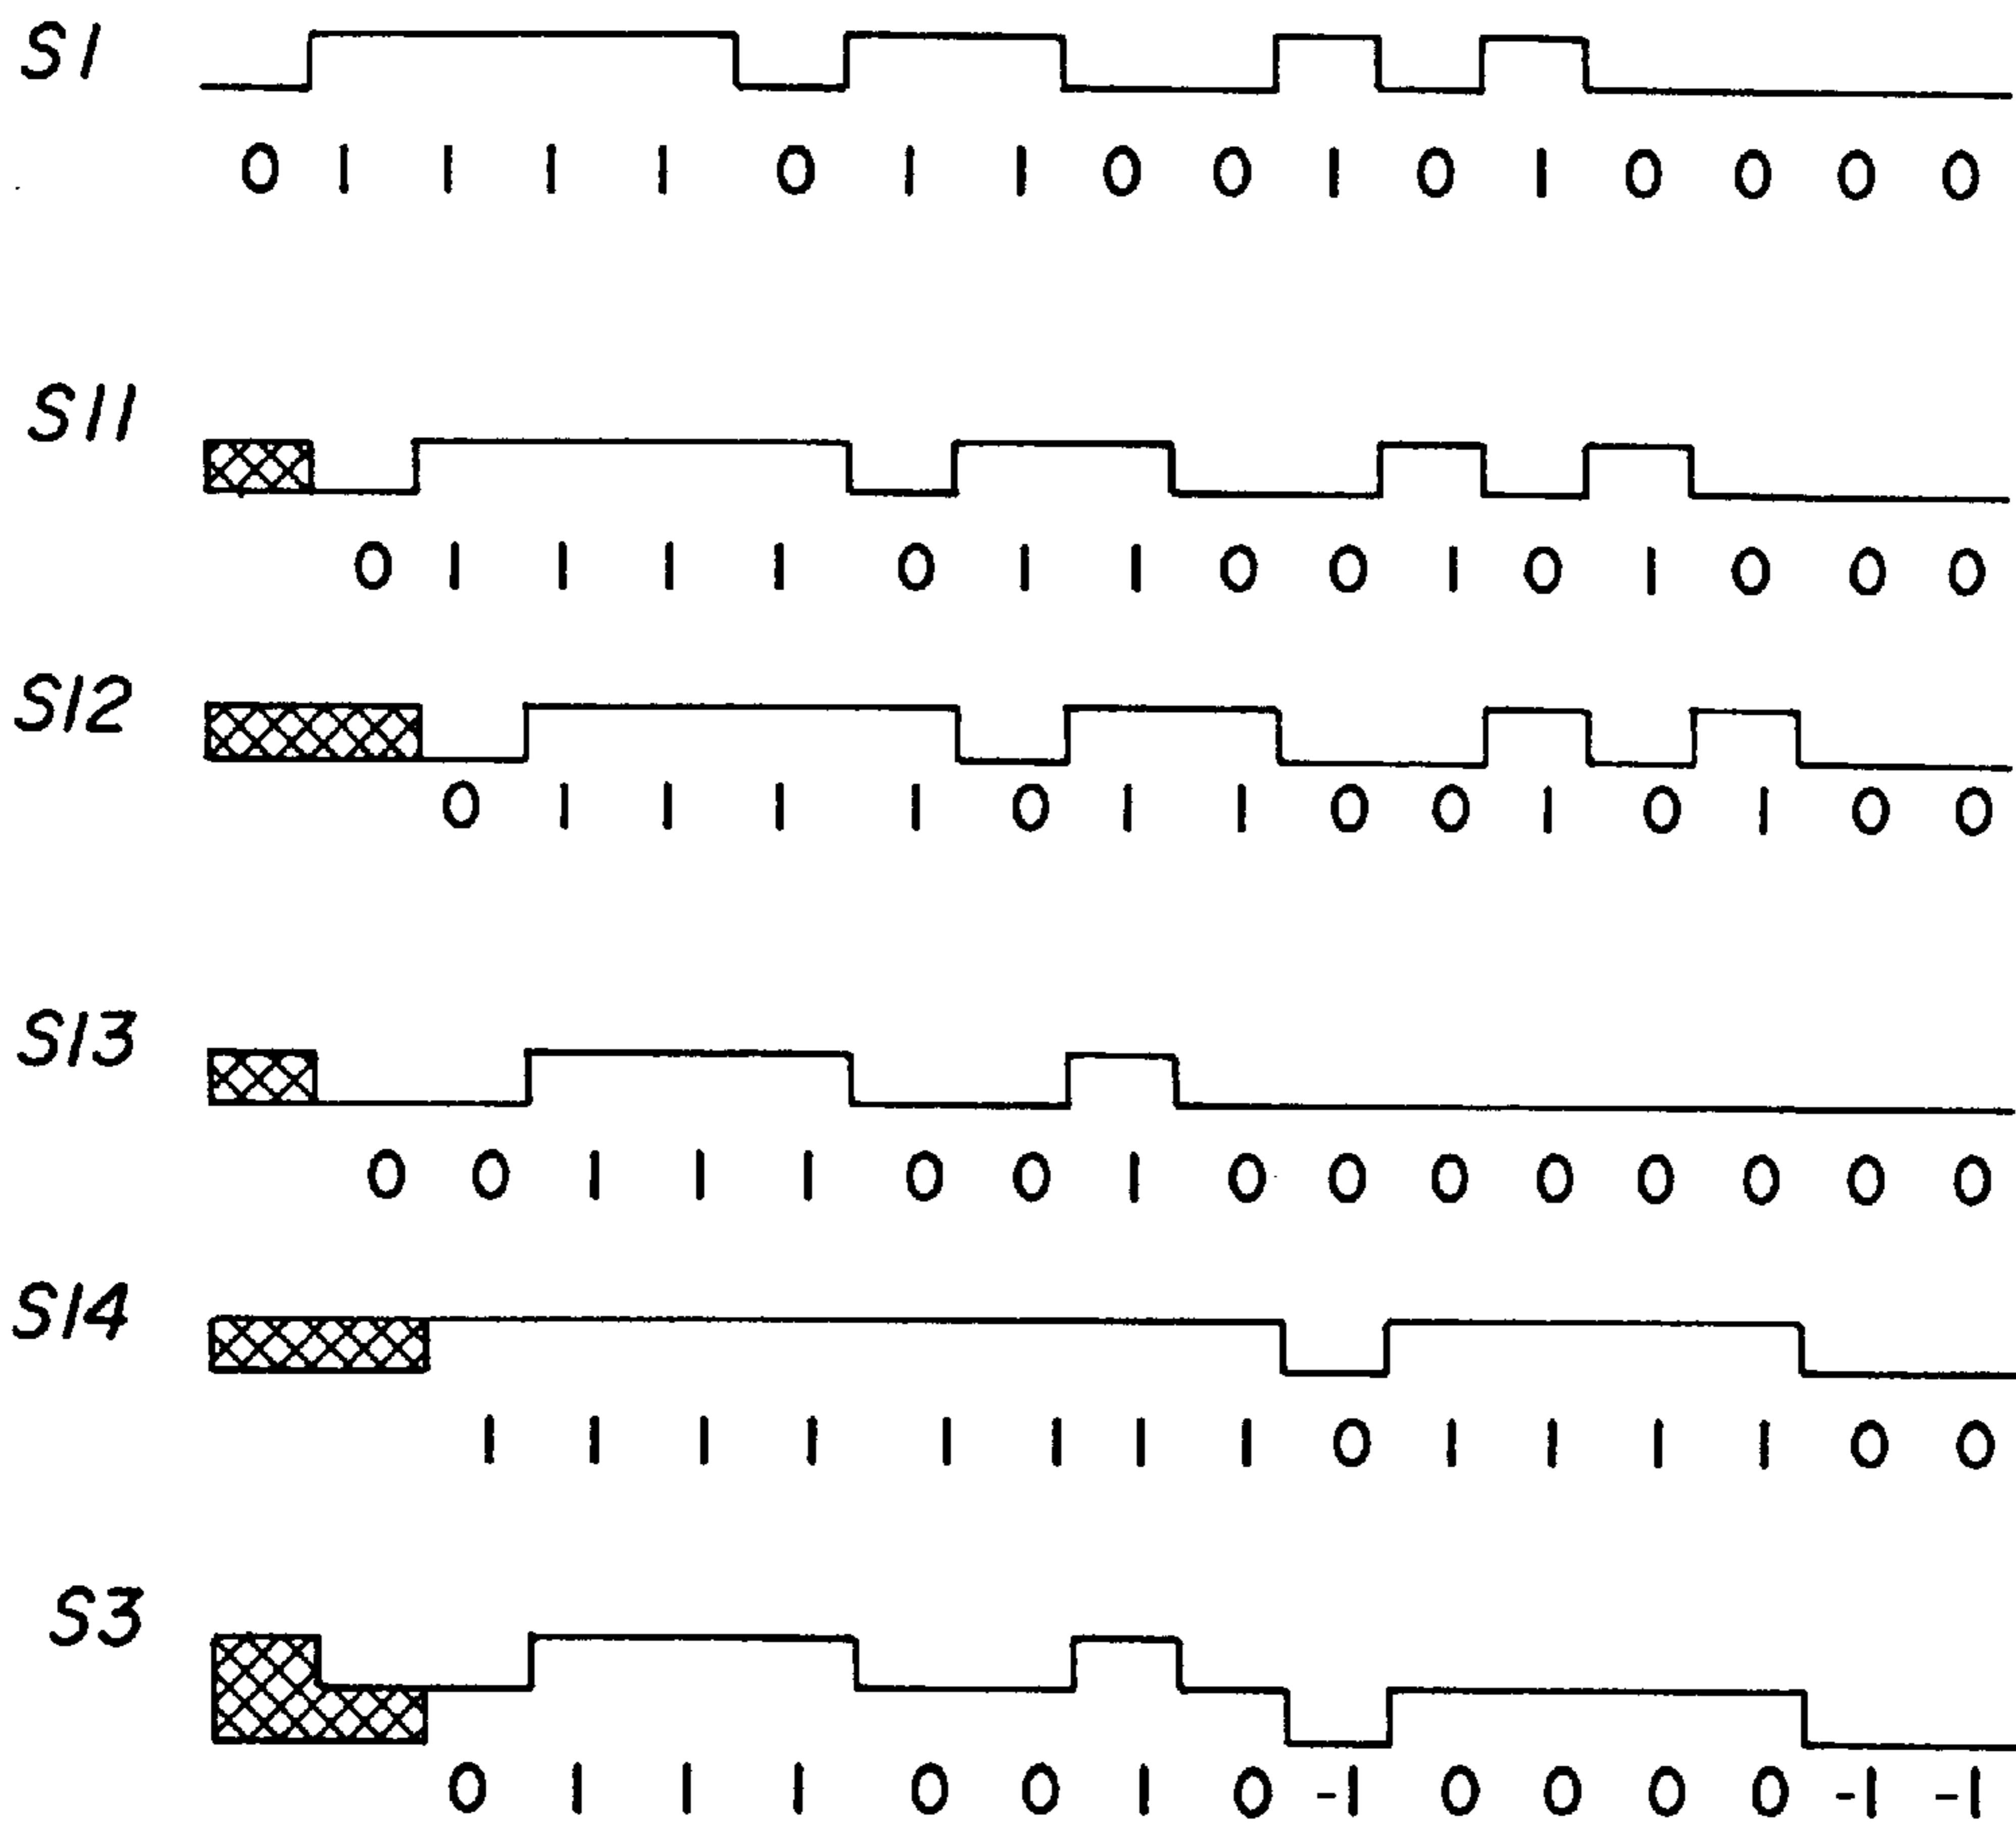 S1
0 1 1 1 1 0 1 1 0 0 1 0 1 0 0 0 0
S11
0 1 1 1 1 0 1 1 0 0 1 0 1 0 0 0
S12
0 1 1 1 1 0 1 1 0 0 1 0 1 0 0
S13
0 0 1 1 1 0 0 1 0 0 0 0 0 0 0 0
S14
1 1 1 1 1 1 1 1 0 1 1 1 1 0 0
S3
0 1 1 1 0 0 1 0 -1 0 0 0 0 -1 -1